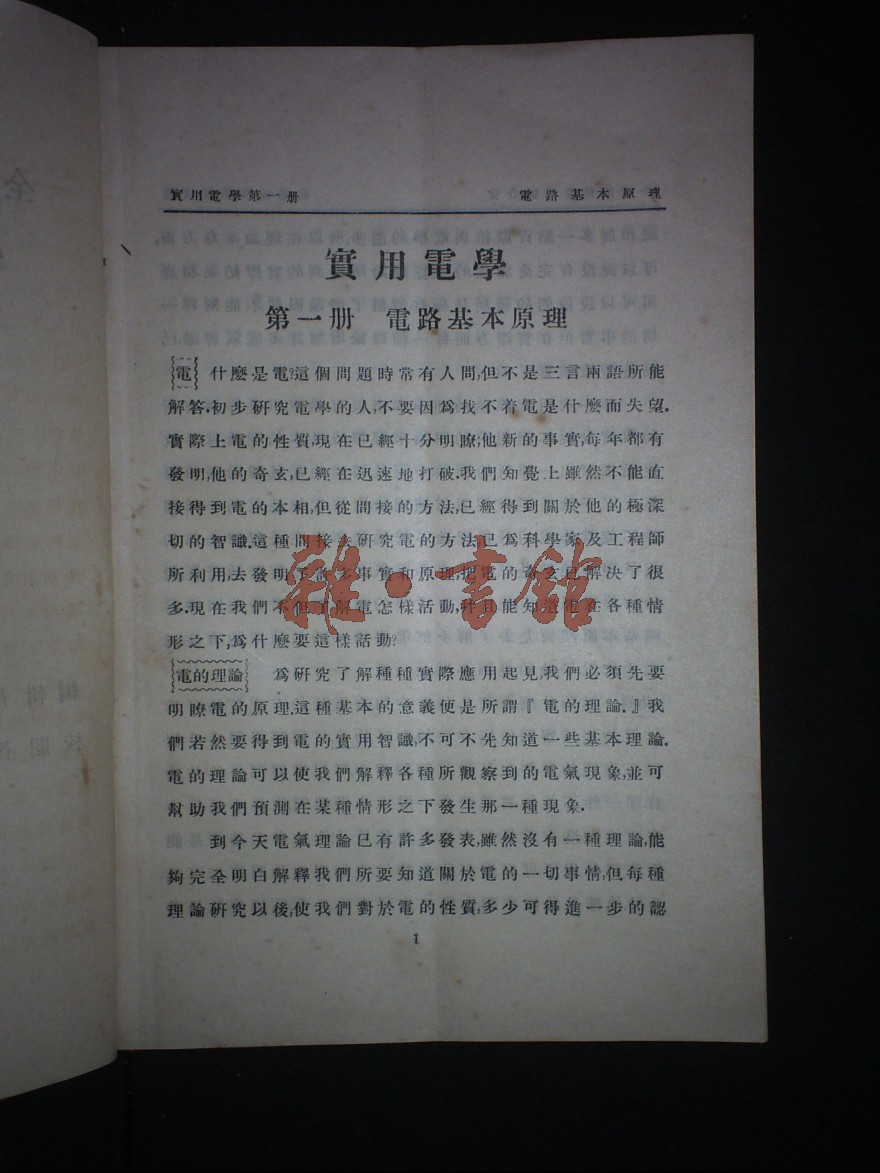 實用電學第一册
電路基本原理
實用電學
第一册 電路基本原理
電 什麼是電?這個問題時常有人問,但不是三言兩語所能
解答.初步研究電學的人,不要因爲找不着電是什麼而失望.
實際上電的性質,現在已經十分明瞭;他新的事實,每年都有
發明,他的奇玄,已經在迅速地打破.我們知覺上雖然不能直
接得到電的本相,但從間接的方法,已經得到關於他的極深
切的智識.這種間接去研究電的方法已爲科學家及工程師
所利用,去發明了許多事實和原理,把電的奇玄已解决了很
多.現在我們不但了解電怎樣活動,幷且能知道電在各種情
形之下,爲什麼要這樣話動?
電的理論 爲研究了解種種實際應用起見,我們必須先要
明瞭電的原理.這種基本的意義便是所謂『電的理論.』我
們若然要得到電的實用智識,不可不先知道一些基本理論.
電的理論可以使我們解釋各種所觀察到的電氣現象,並可
幫助我們預測在某種情形之下發生那一種現象.
到今天電氣理論已有許多發表,雖然沒有一種理論,能
夠完全明白解釋我們所要知道關於電的一切事情,但每種
理論研究以後,使我們對於電的性質,多少可得進一步的認
1
雜·書館
編輯
校閱